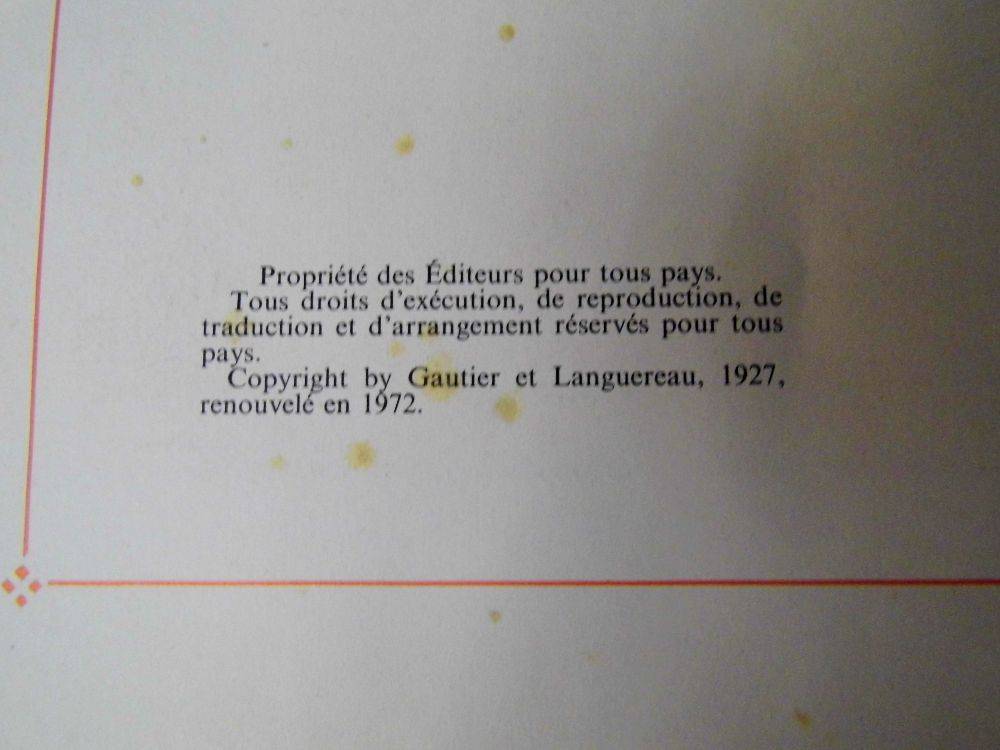 Propriété des Éditeurs pour tous pays.
Tous droits d'exécution, de reproduction, de
traduction et d'arrangement réservés pour tous
pays.
Copyright by Gautier et Languereau, 1927,
renouvelé en 1972.